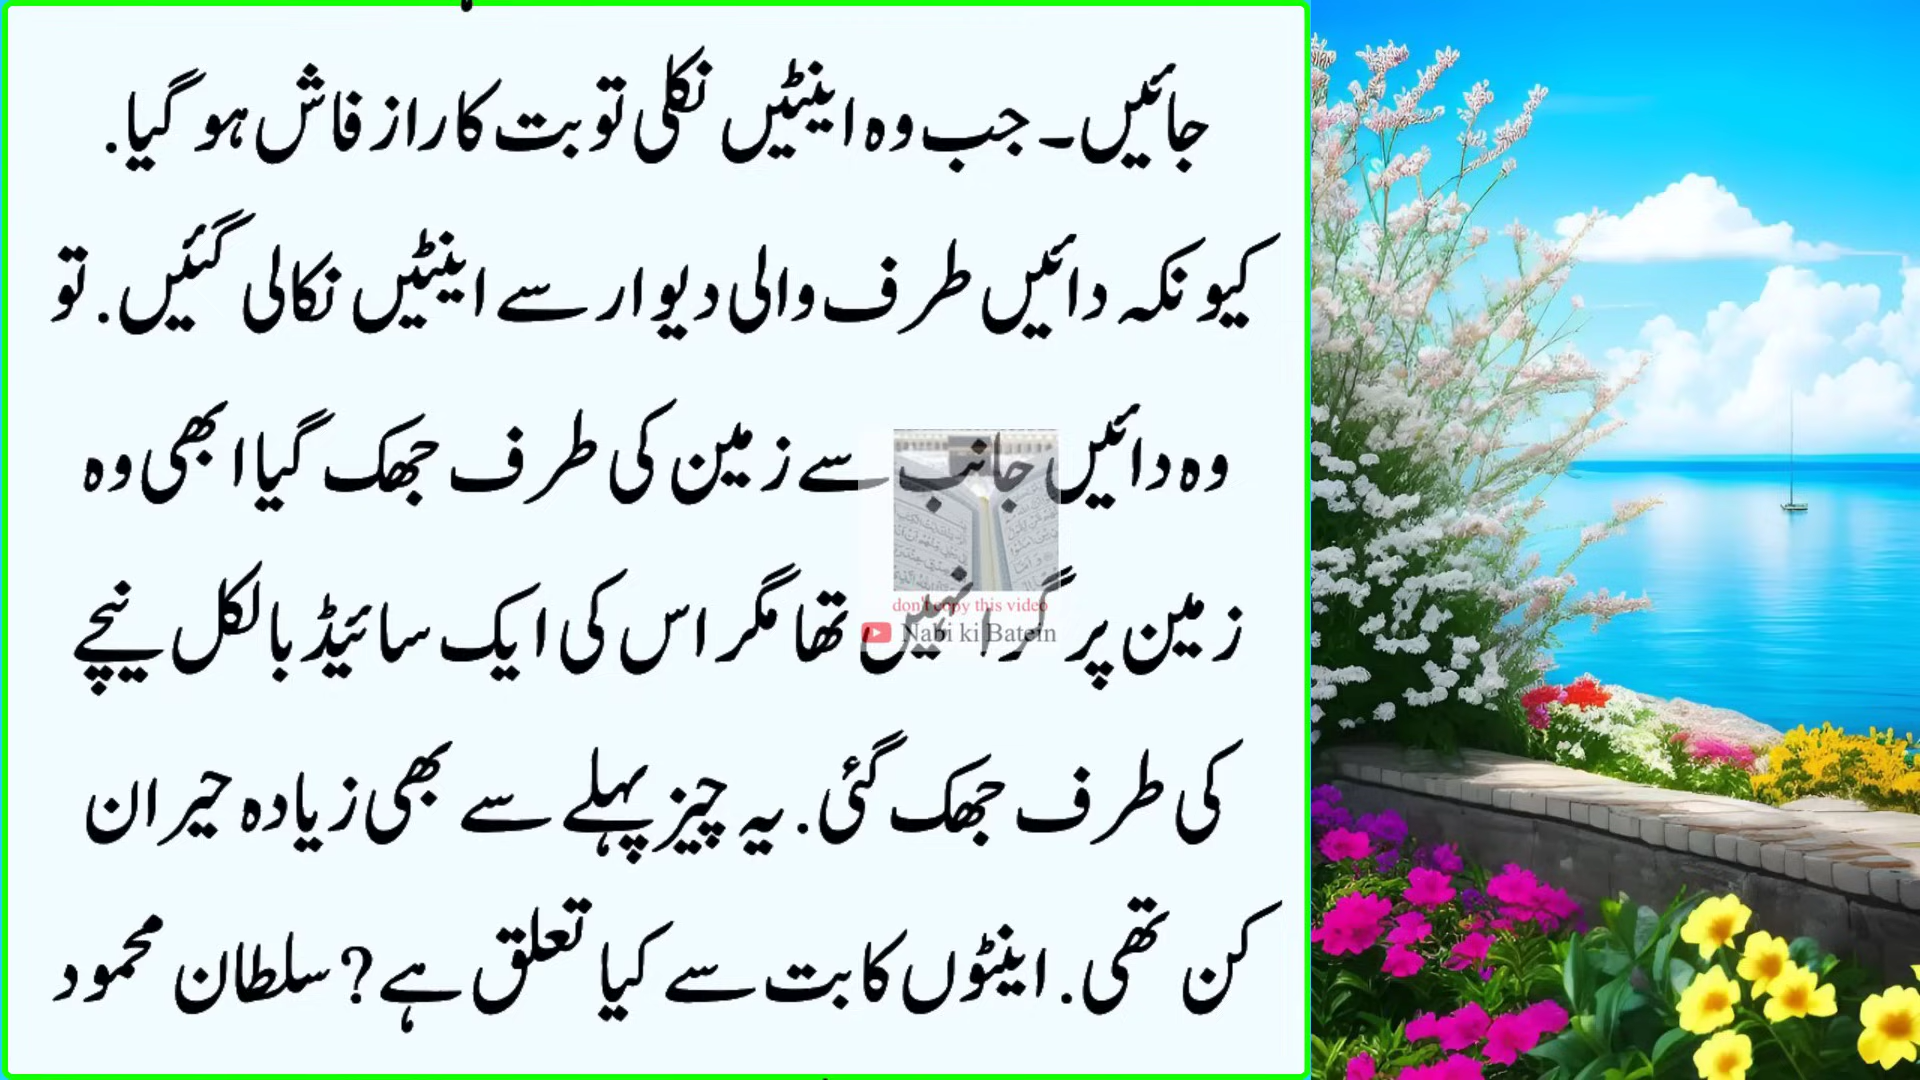 جائیں۔ جب وہ اینٹیں نکلی تو بت کا راز فاش ہو گیا.
کیونکہ دائیں طرف والی دیوار سے اینٹیں نکالی گئیں. تو
وہ دائیں جانب سے زمین کی طرف جھک گیا ابھی وہ
زمین پر گرا نہیں تھا مگر اس کی ایک سائیڈ بالکل نیچے
کی طرف جھک گئی. یہ چیز پہلے سے بھی زیادہ حیران
کن تھی. اینٹوں کا بت سے کیا تعلق ہے? سلطان محمود
don't copy this video
Nabi ki Batein